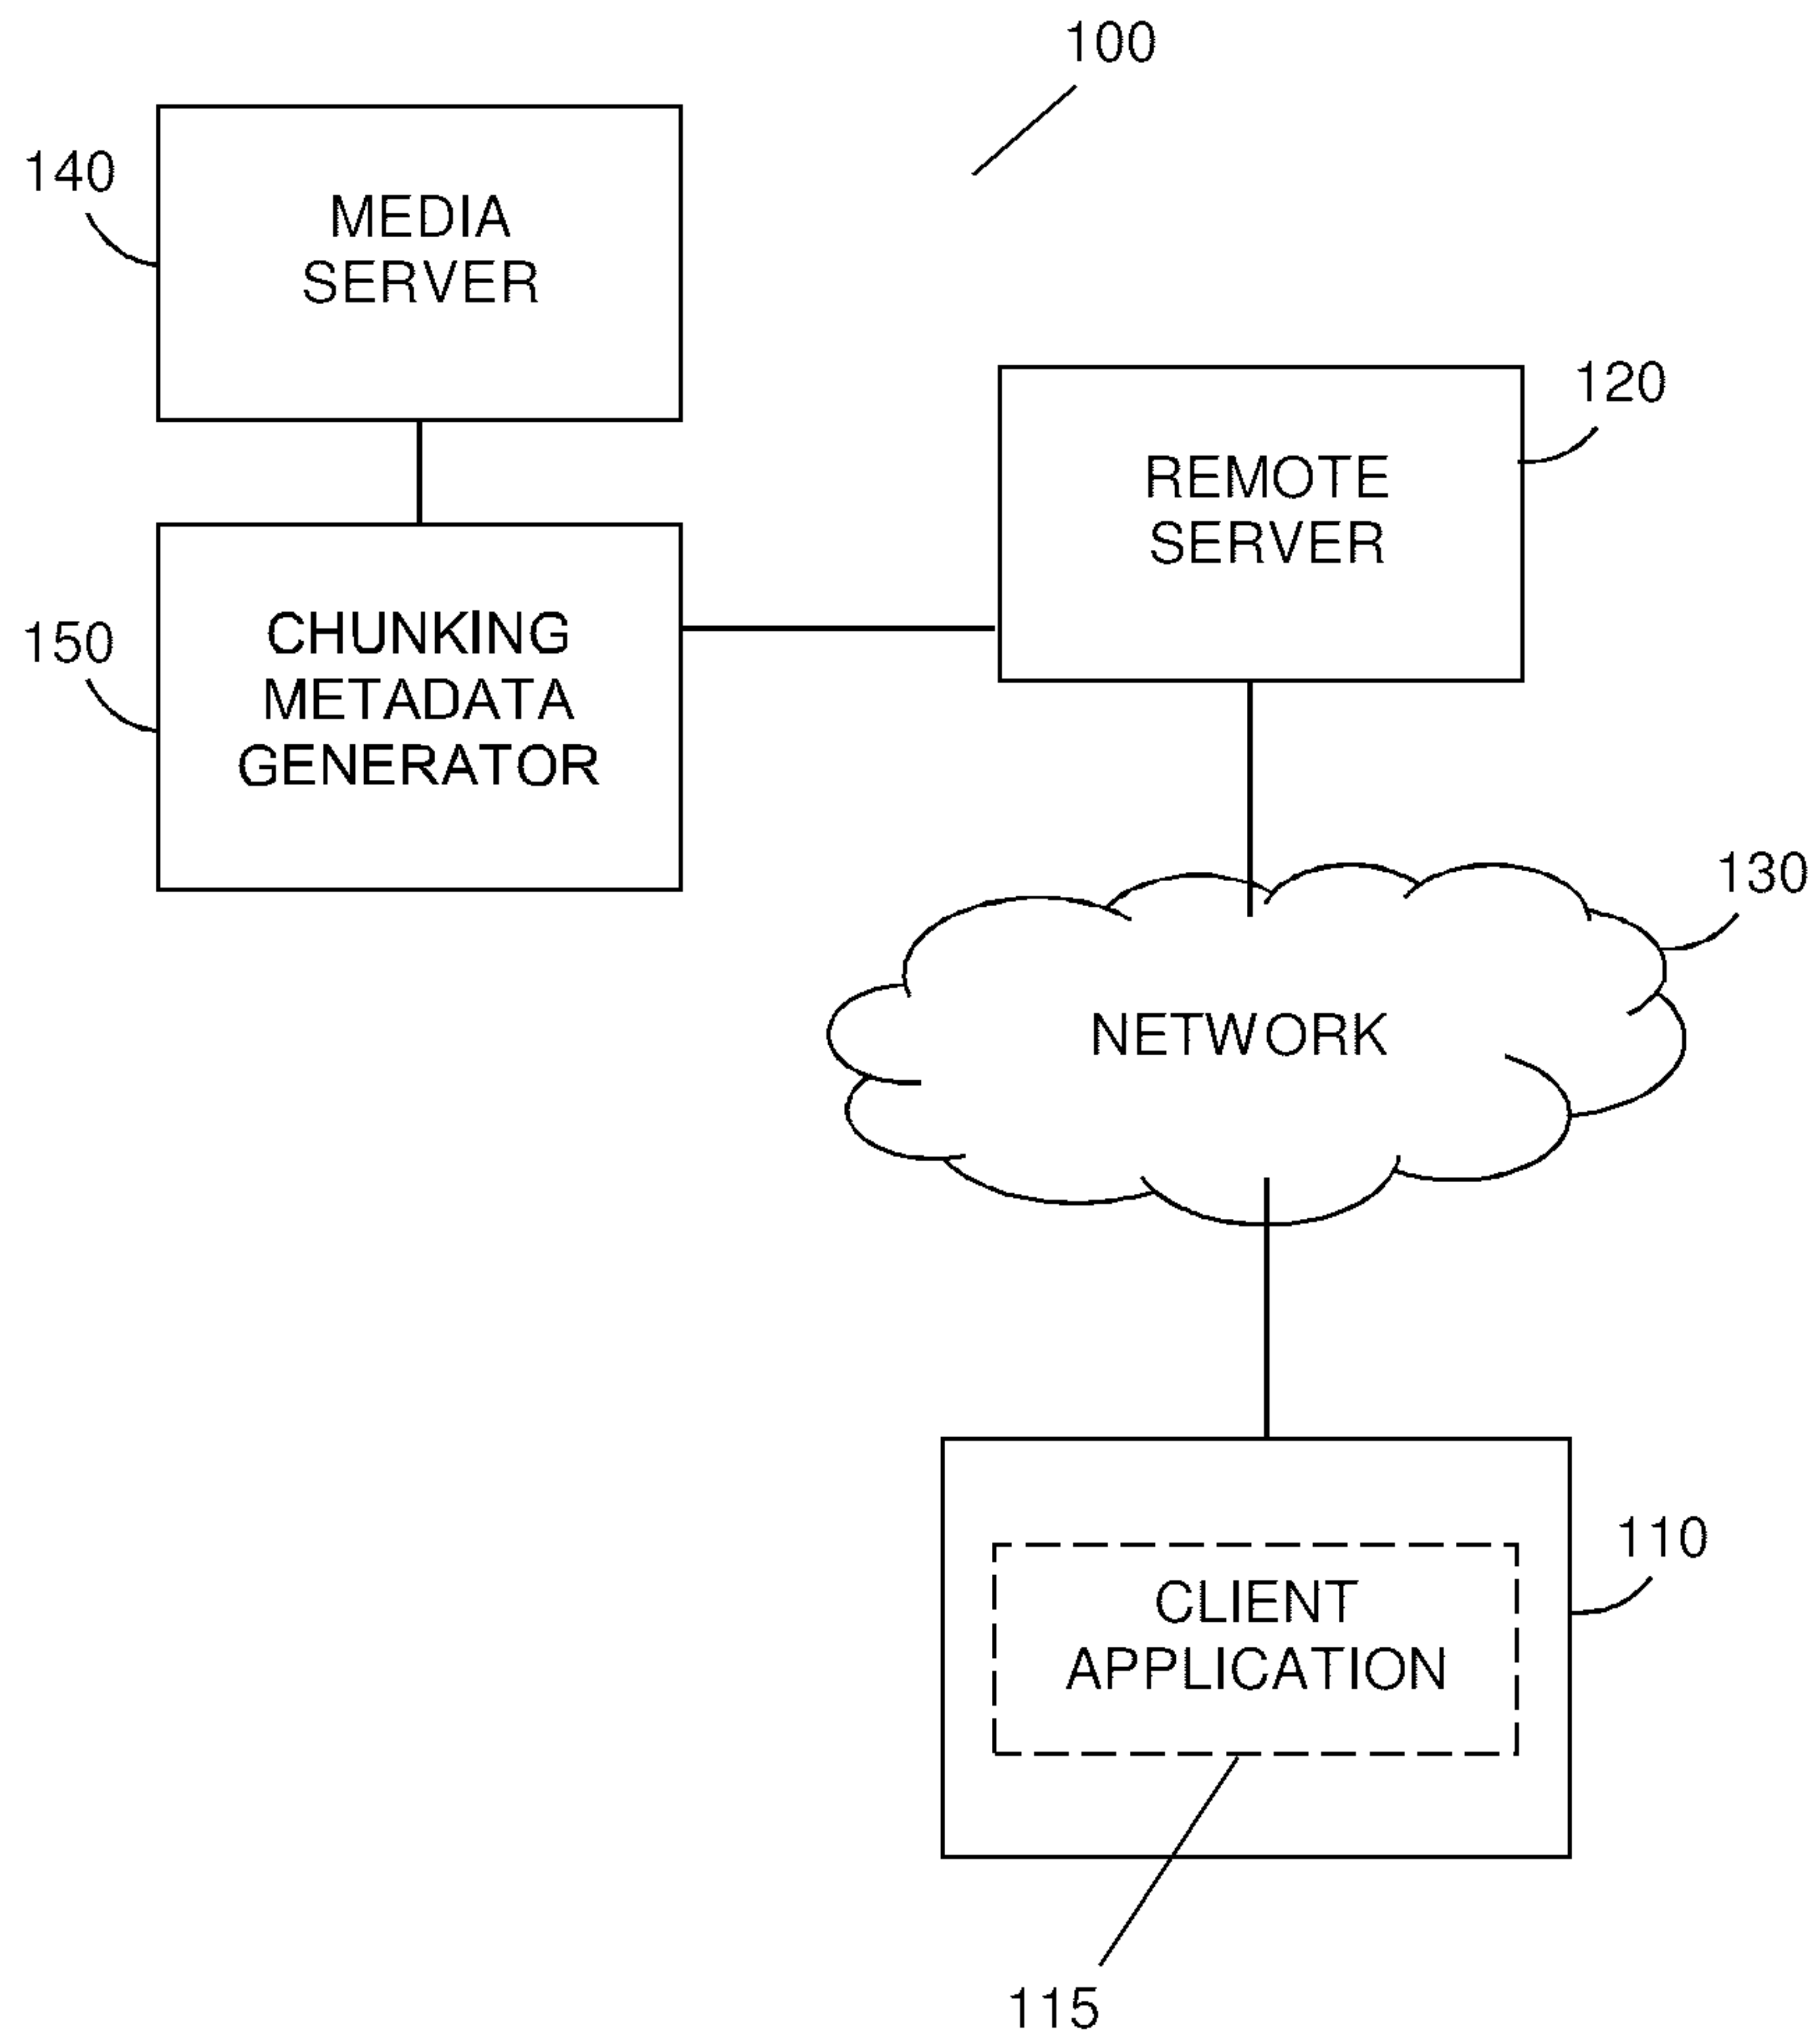 100
140
MEDIA
SERVER
120
REMOTE
SERVER
150
CHUNKING
METADATA
GENERATOR
130
NETWORK
110
CLIENT
APPLICATION
115